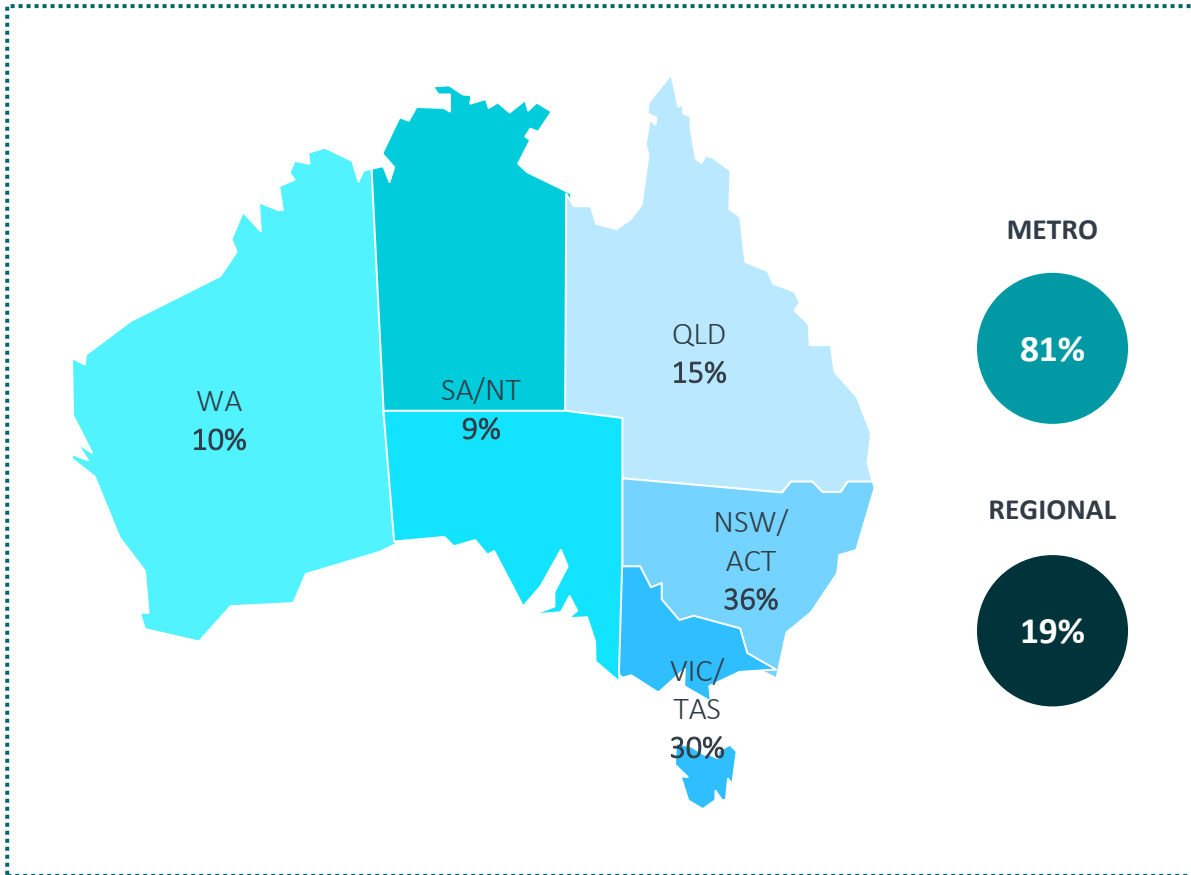 METRO
81%
QLD
15%
WA
10%
SA/NT
9%
REGIONAL
19%
NSW/
ACT
36%
VIC/
TAS
30%